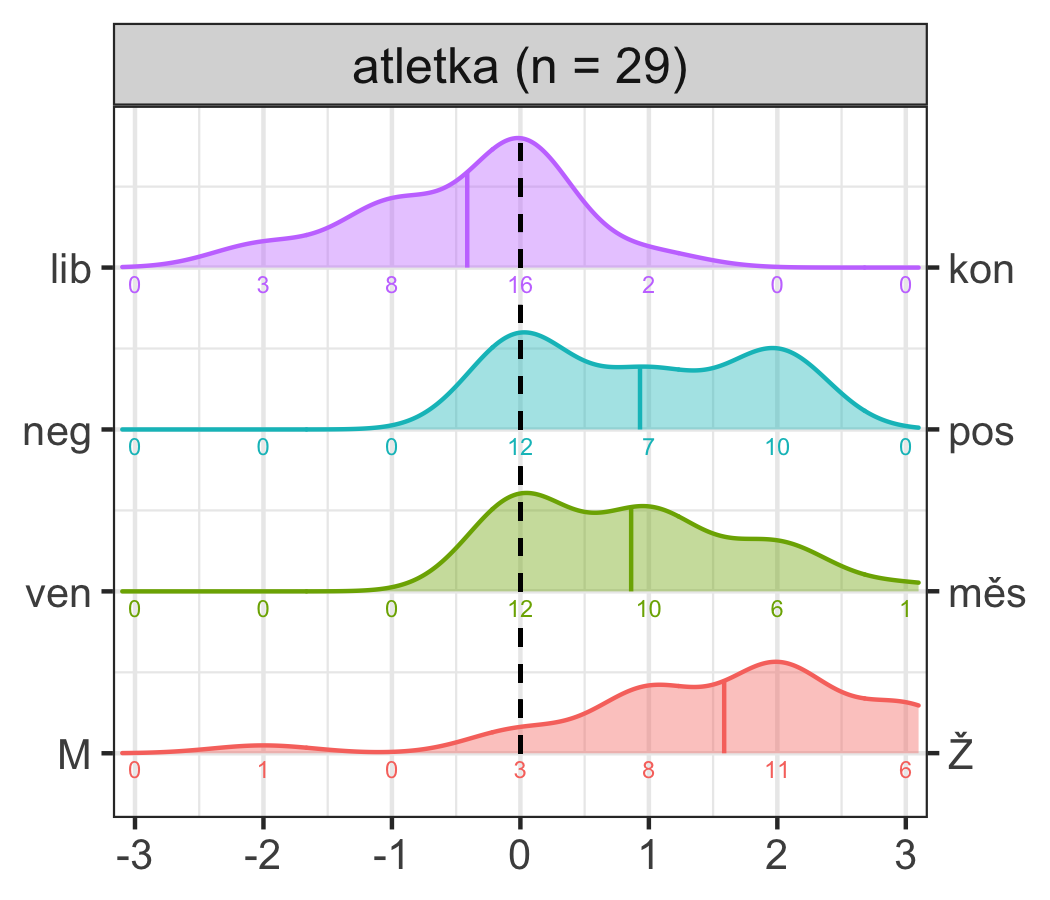 atletka (n = 29)
lib kon
0 3 8 16 2 0 0
neg pos
0 0 0 12 7 10 0
ven měs
0 0 0 12 10 6 1
M Ž
0 1 0 3 8 11 6
-3 -2 -1 0 1 2 3